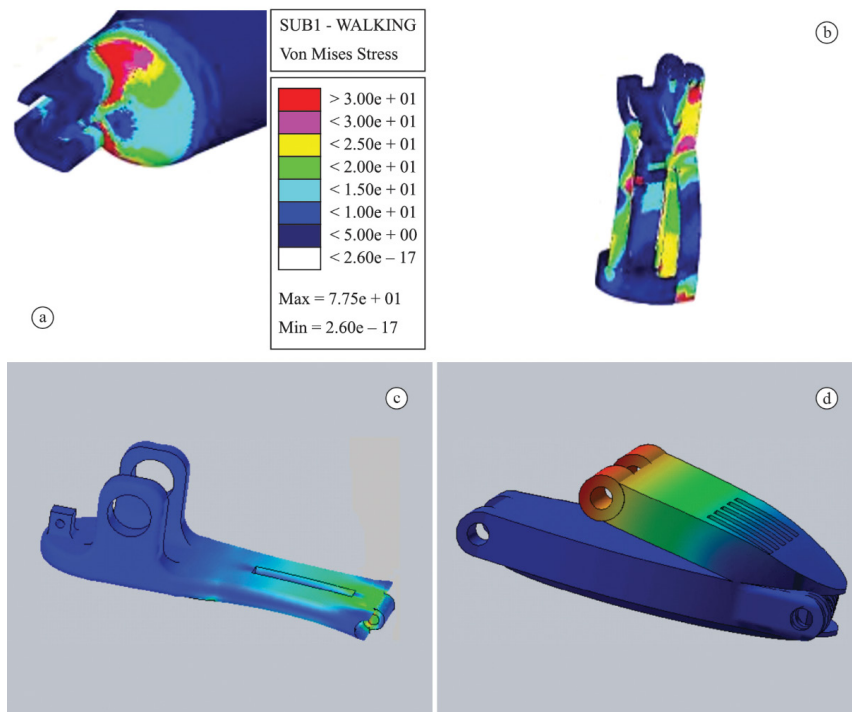 SUB1 - WALKING
Von Mises Stress
> 3.00e + 01
< 3.00e + 01
< 2.50e + 01
< 2.00e + 01
< 1.50e + 01
< 1.00e + 01
< 5.00e + 00
< 2.60e – 17
Max = 7.75e + 01
Min = 2.60e – 17
a
b
c
d